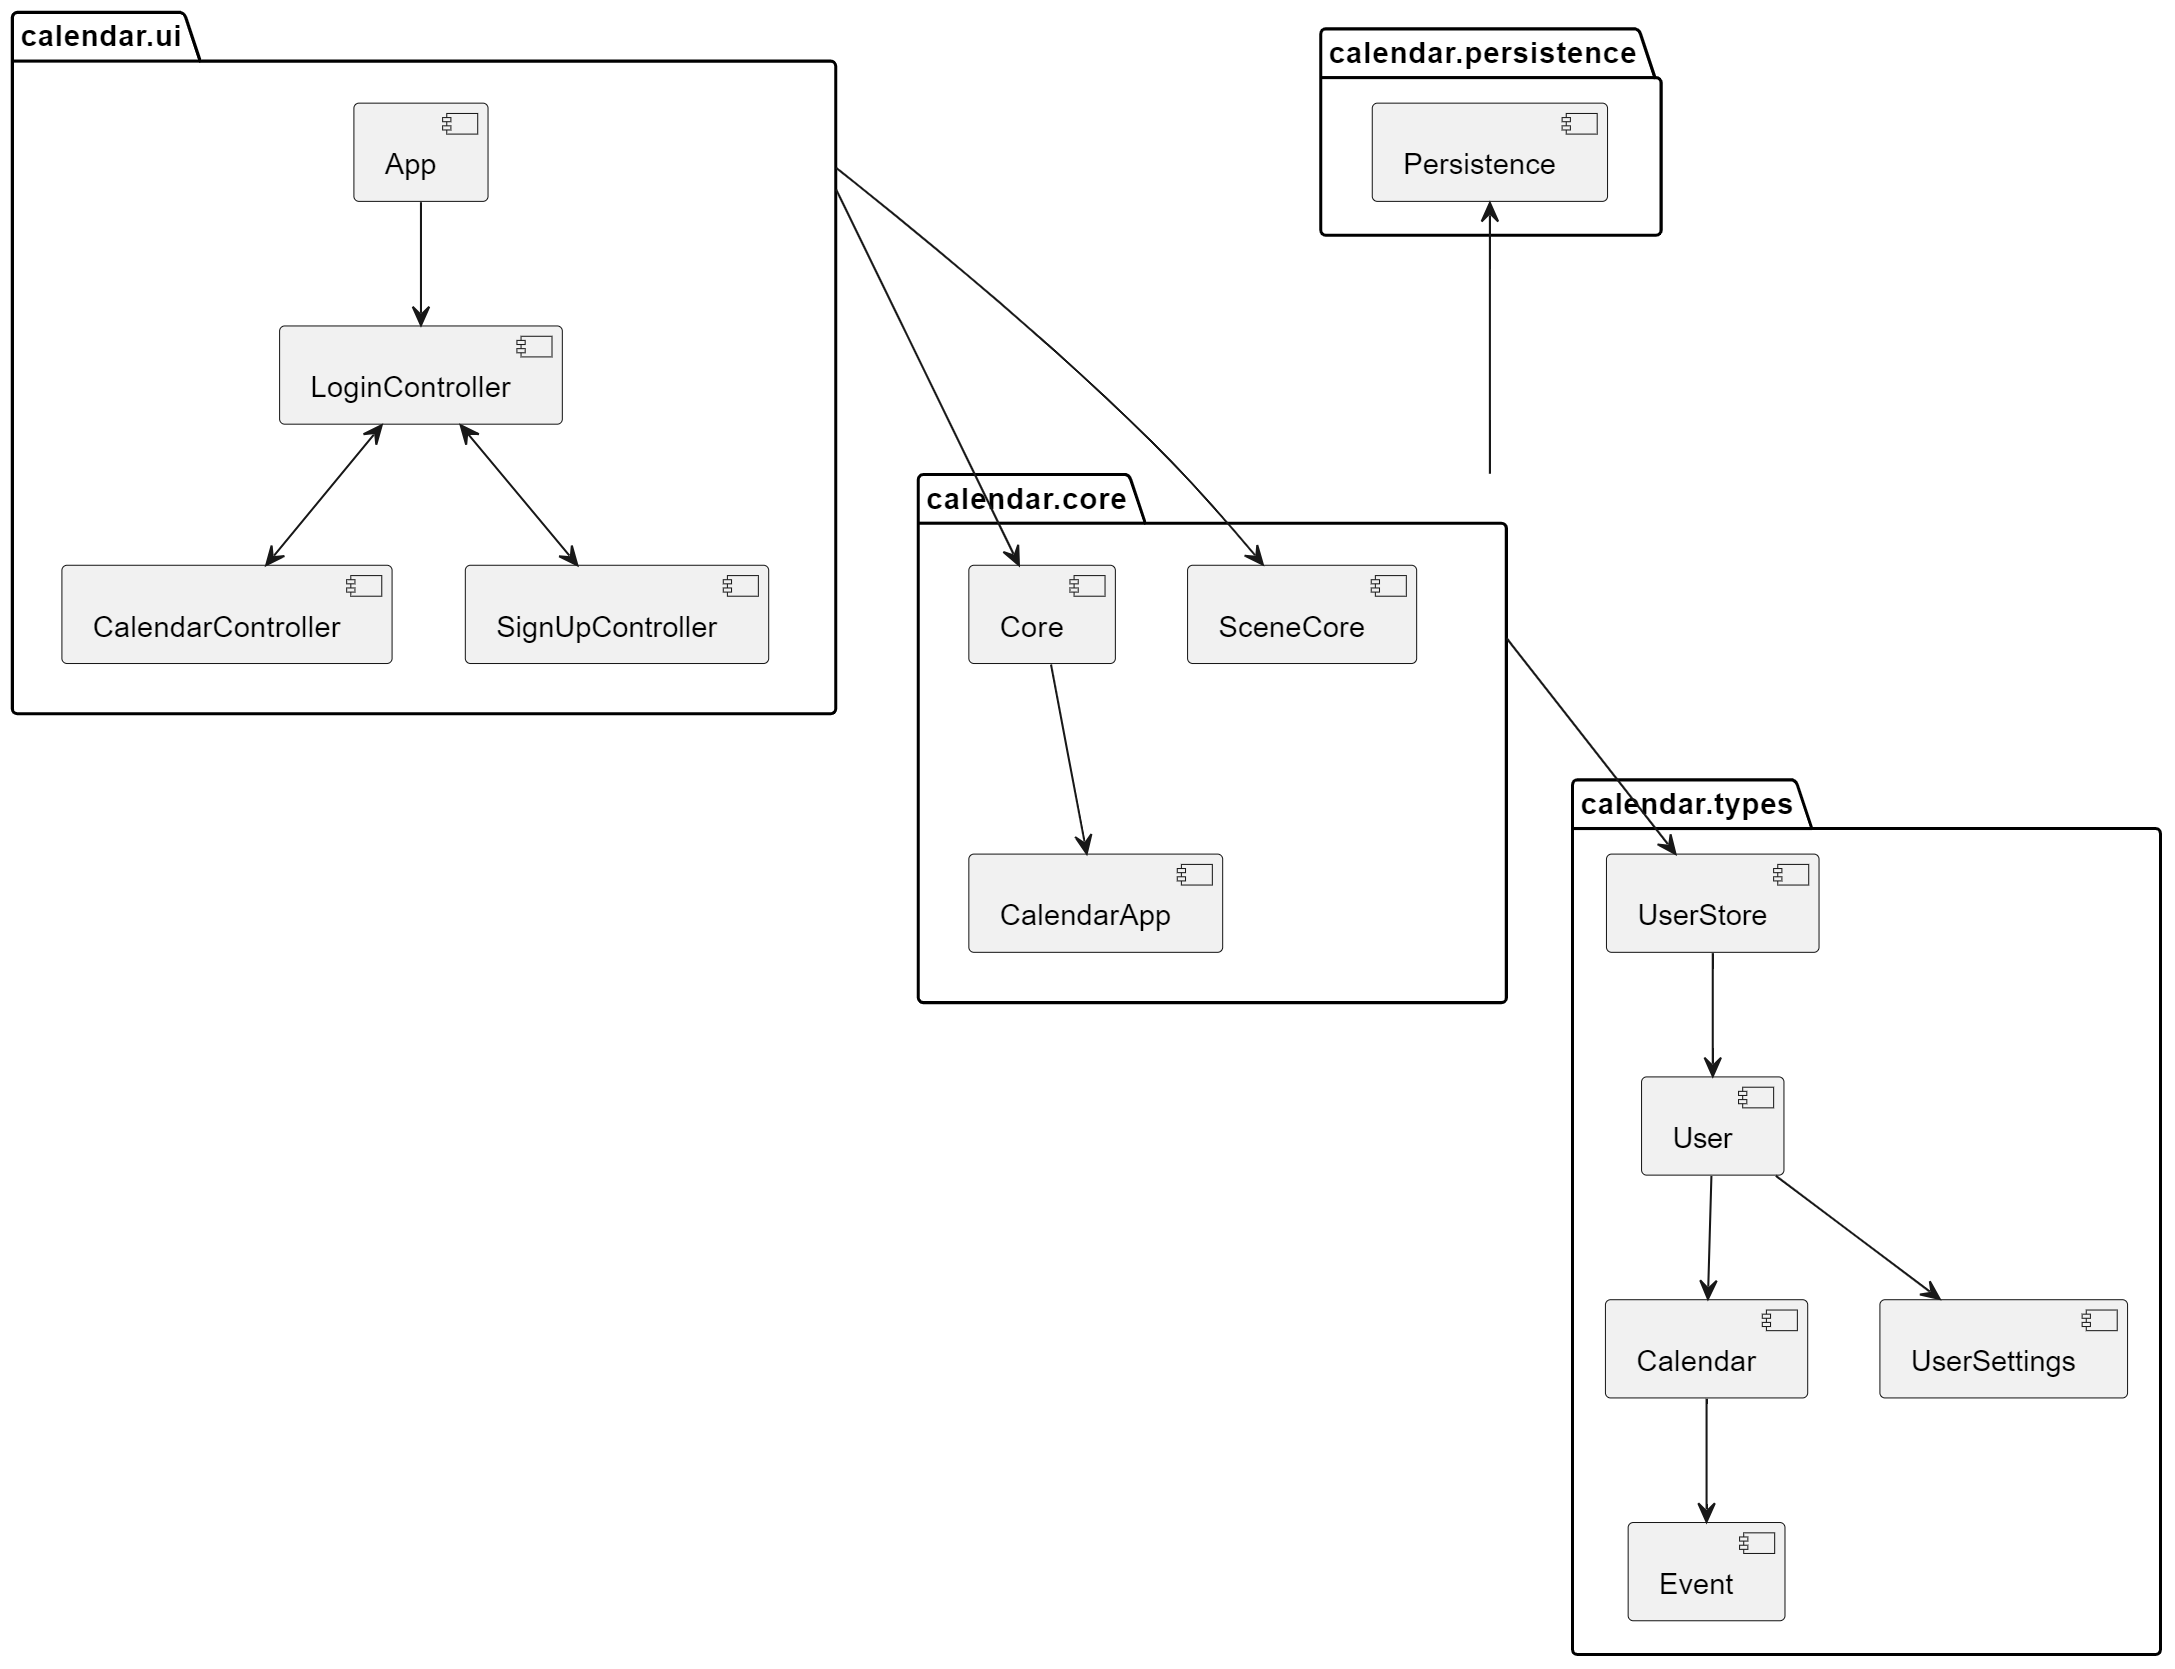 calendar.ui
App
LoginController
CalendarController
SignUpController
calendar.persistence
Persistence
calendar.core
Core
SceneCore
CalendarApp
calendar.types
UserStore
User
Calendar
UserSettings
Event